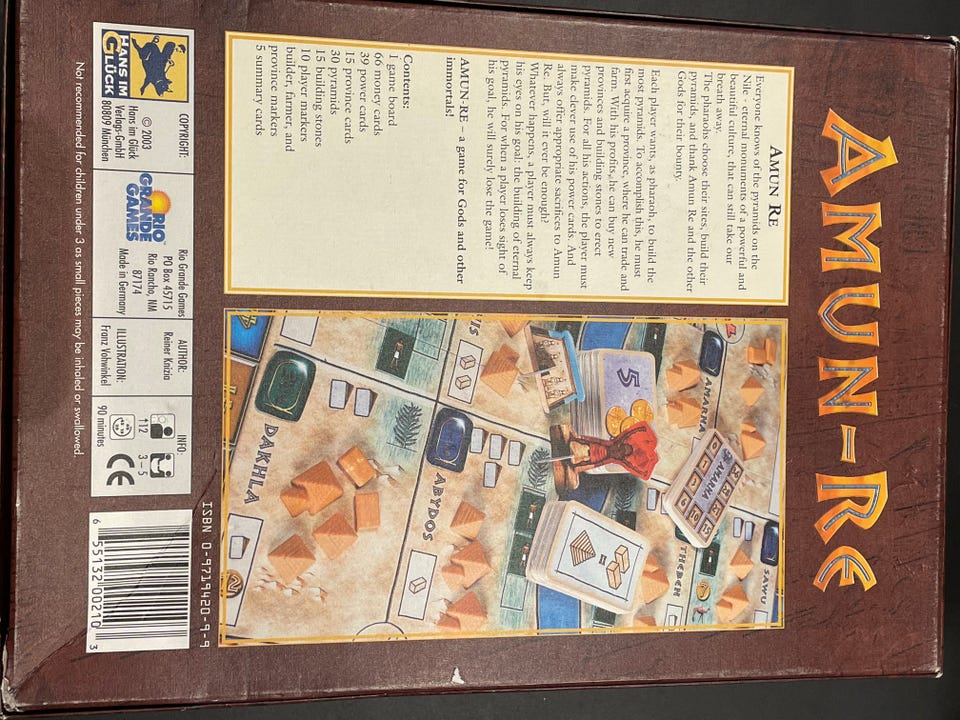 AMUN-RE
AMUN RE
Everyone knows of the pyramids on the
Nile - eternal monuments of a powerful and
beautiful culture, that can still take our
breath away.
The pharaohs choose their sites, build their
pyramids, and thank Amun Re and the other
Gods for their bounty.
Each player wants, as pharaoh, to build the
most pyramids. To accomplish this, he must
first acquire a province, where he can trade and
farm. With his profits, he can buy new
provinces and building stones to erect
pyramids. For all his actions, the player must
make clever use of his power cards. And
always offer appropriate sacrifices to Amun
Re. But, will it ever be enough?
Whatever happens, a player must always keep
his eyes on his goal: the building of eternal
pyramids. For when a player loses sight of
his goal, he will surely lose the game!
AMUN-RE – a game for Gods and other
immortals!
Contents:
1 game board
66 money cards
39 power cards
15 province cards
30 pyramids
15 building stones
10 player markers
builder, farmer, and
province markers
5 summary cards
AMARNA
SAWU
5
AMARNA
THEBEN
ABYDOS
DAKHLA
ISBN 0-9719420-9-9
HANS IM
GLÜCK
COPYRIGHT:
© 2003
Hans im Glück
Verlags-GmbH
80809 München
RIO
GRANDE
GAMES
Rio Grande Games
PO Box 45715
Rio Rancho, NM
87174
Made in Germany
AUTHOR:
Reiner Knizia
ILLUSTRATION:
Franz Vohwinkel
INFO:
†12
3–5
90 minutes
CE
6 55132 00210 3
Not recommended for children under 3 as small pieces may be inhaled or swallowed.